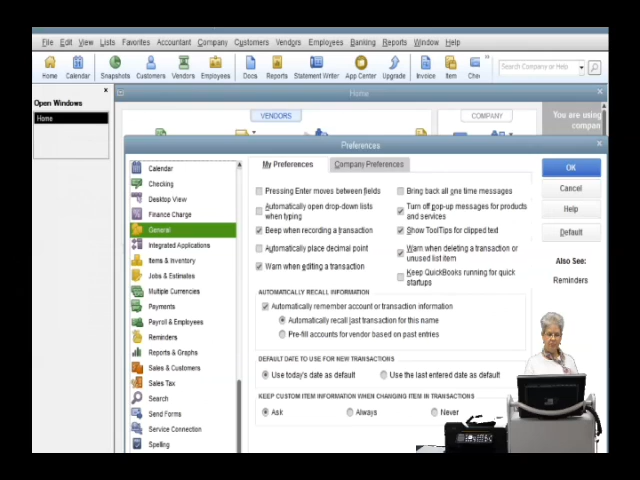 File Edit View Lists Favorites Accountant Company Customers Vendors Employees Banking Reports Window Help
Home Calendar Snapshots Customers Vendors Employees Docs Reports Statement Writer App Center Upgrade Invoice Item
Search Company or Help
Open Windows
Home
Home
VENDORS
COMPANY
You are using
compan
Preferences
My Preferences
Company Preferences
Calendar
Checking
Desktop View
Finance Charge
General
Integrated Applications
Items & Inventory
Jobs & Estimates
Multiple Currencies
Payments
Payroll & Employees
Reminders
Reports & Graphs
Sales & Customers
Sales Tax
Search
Send Forms
Service Connection
Spelling
Pressing Enter moves between fields
Automatically open drop-down lists
when typing
Beep when recording a transaction
Automatically place decimal point
Warn when editing a transaction
Bring back all one time messages
Turn off pop-up messages for products
and services
Show ToolTips for clipped text
Warn when deleting a transaction or
unused list item
Keep QuickBooks running for quick
startups
AUTOMATICALLY RECALL INFORMATION
Automatically remember account or transaction information
Automatically recall last transaction for this name
Pre-fill accounts for vendor based on past entries
DEFAULT DATE TO USE FOR NEW TRANSACTIONS
Use today's date as default
Use the last entered date as default
KEEP CUSTOM ITEM INFORMATION WHEN CHANGING ITEM IN TRANSACTIONS
Ask
Always
Never
OK
Cancel
Help
Default
Also See:
Reminders